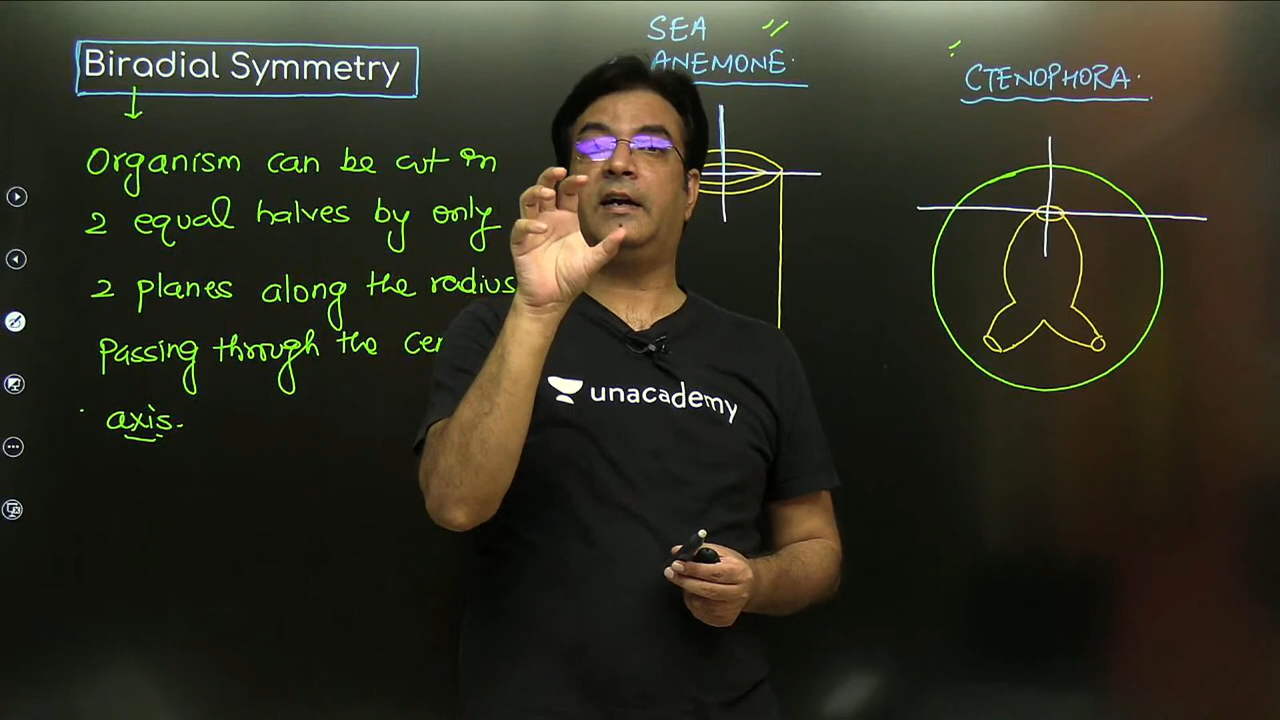 Biradial Symmetry
Organism can be cut in
2 equal halves by only
2 planes along the radius
Passing through the
axis.
SEA
ANEMONE
CTENOPHORA
unacademy